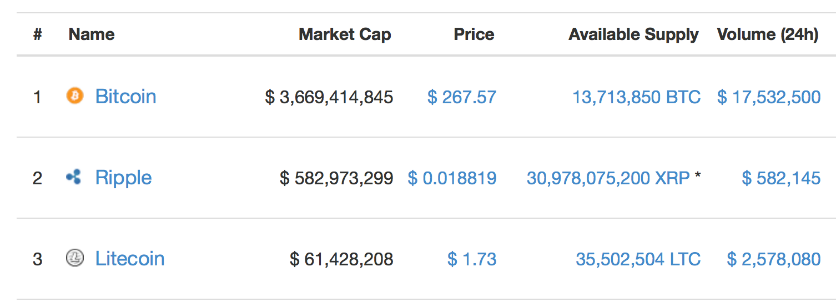 # Name Market Cap Price Available Supply Volume (24h)
1 Bitcoin $ 3,669,414,845 $ 267.57 13,713,850 BTC $ 17,532,500
2 Ripple $ 582,973,299 $ 0.018819 30,978,075,200 XRP * $ 582,145
3 Litecoin $ 61,428,208 $ 1.73 35,502,504 LTC $ 2,578,080